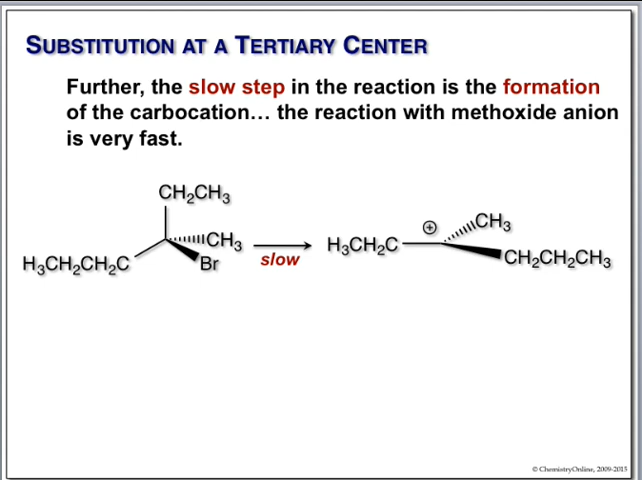 SUBSTITUTION AT A TERTIARY CENTER
Further, the slow step in the reaction is the formation
of the carbocation... the reaction with methoxide anion
is very fast.
CH₂CH₃
CH₃
H₃CH₂CH₂C
Br
slow
H₃CH₂C
⊕
CH₃
CH₂CH₂CH₃
© ChemistryOnline, 2009-2013